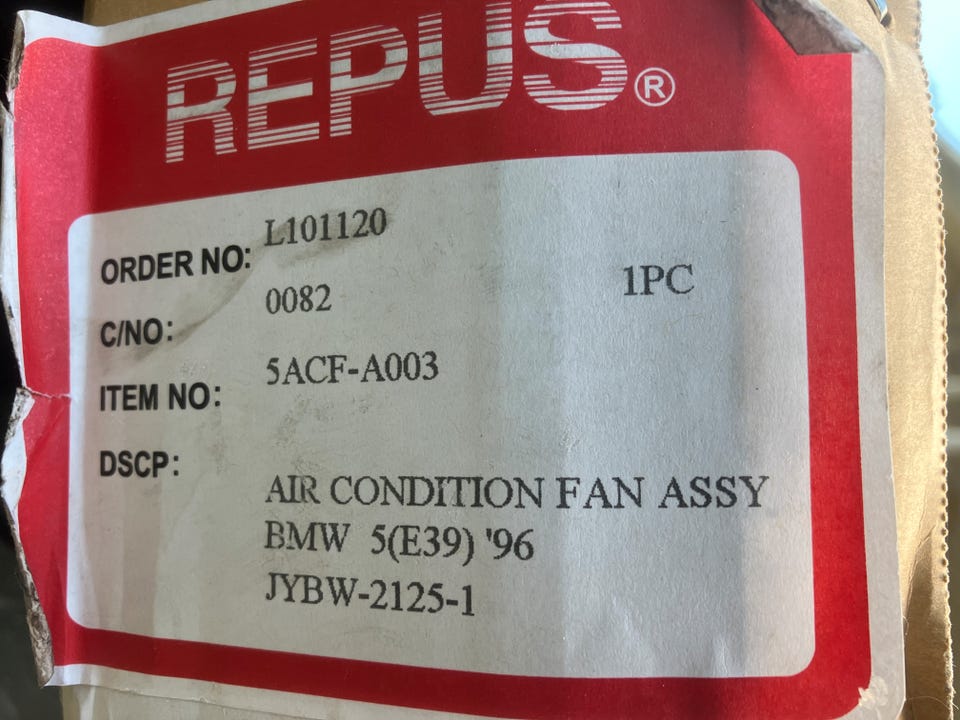 REPUS®
ORDER NO: L101120
C/NO: 0082 1PC
ITEM NO: 5ACF-A003
DSCP:
AIR CONDITION FAN ASSY
BMW 5(E39) '96
JYBW-2125-1